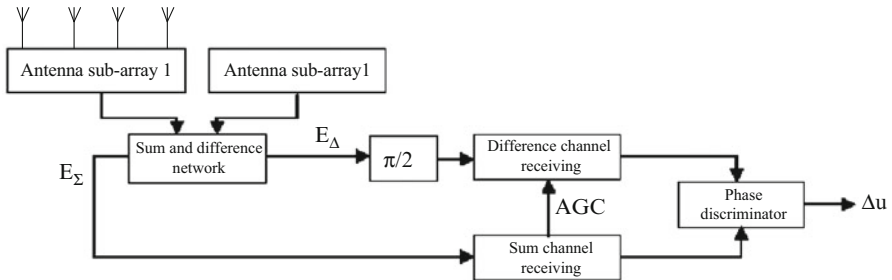 Antenna sub-array 1
Antenna sub-array1
Sum and difference
network
E_Δ
π/2
Difference channel
receiving
E_Σ
AGC
Phase
discriminator
Δu
Sum channel
receiving